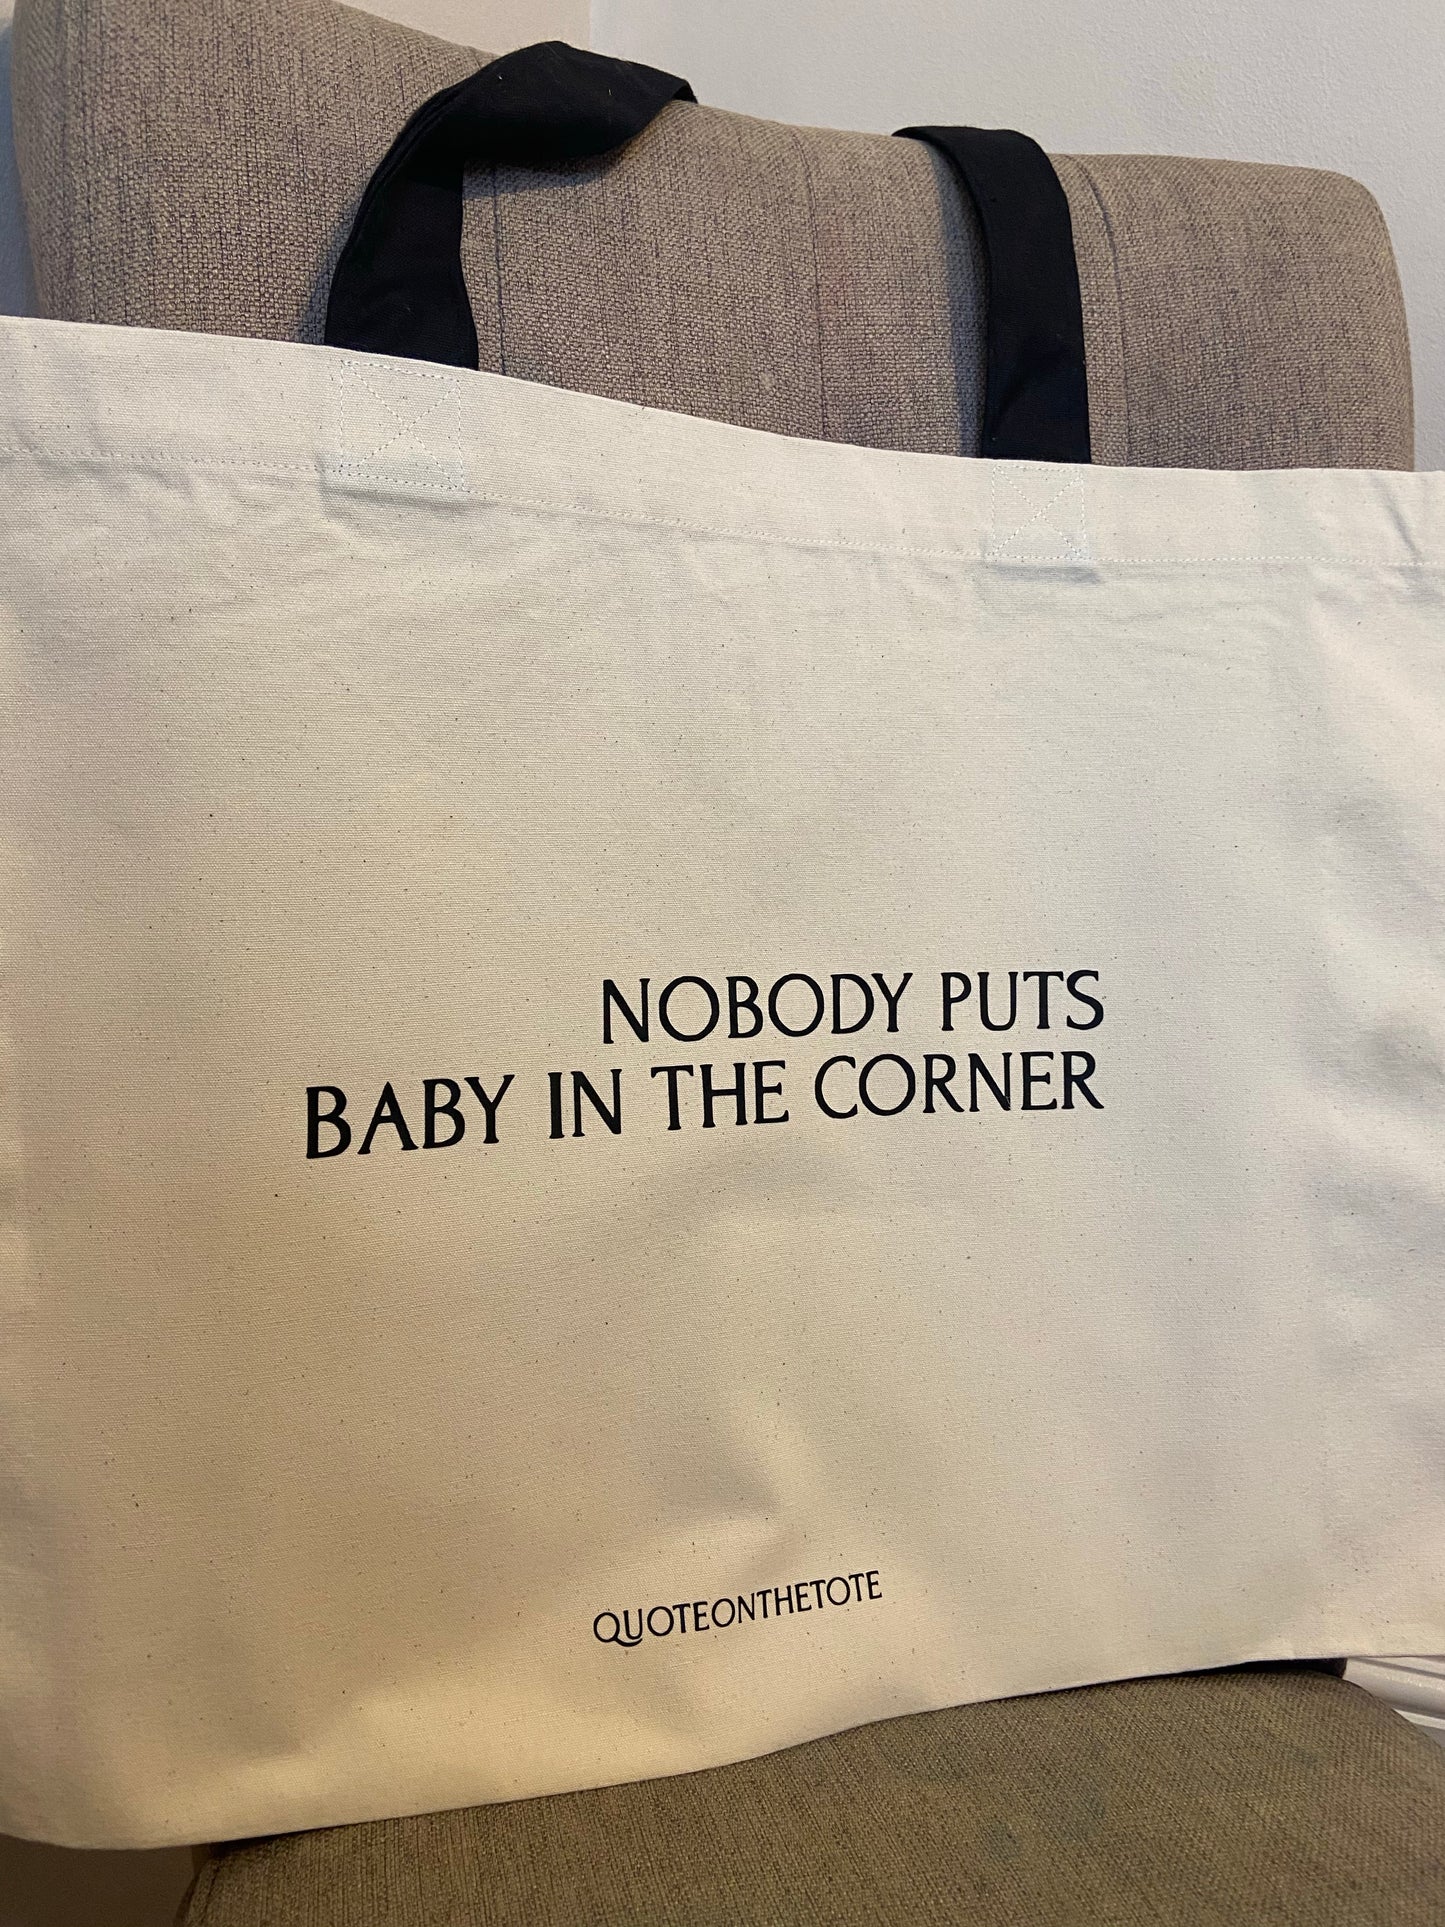 NOBODY PUTS
BABY IN THE CORNER
QUOTEONTHETOTE